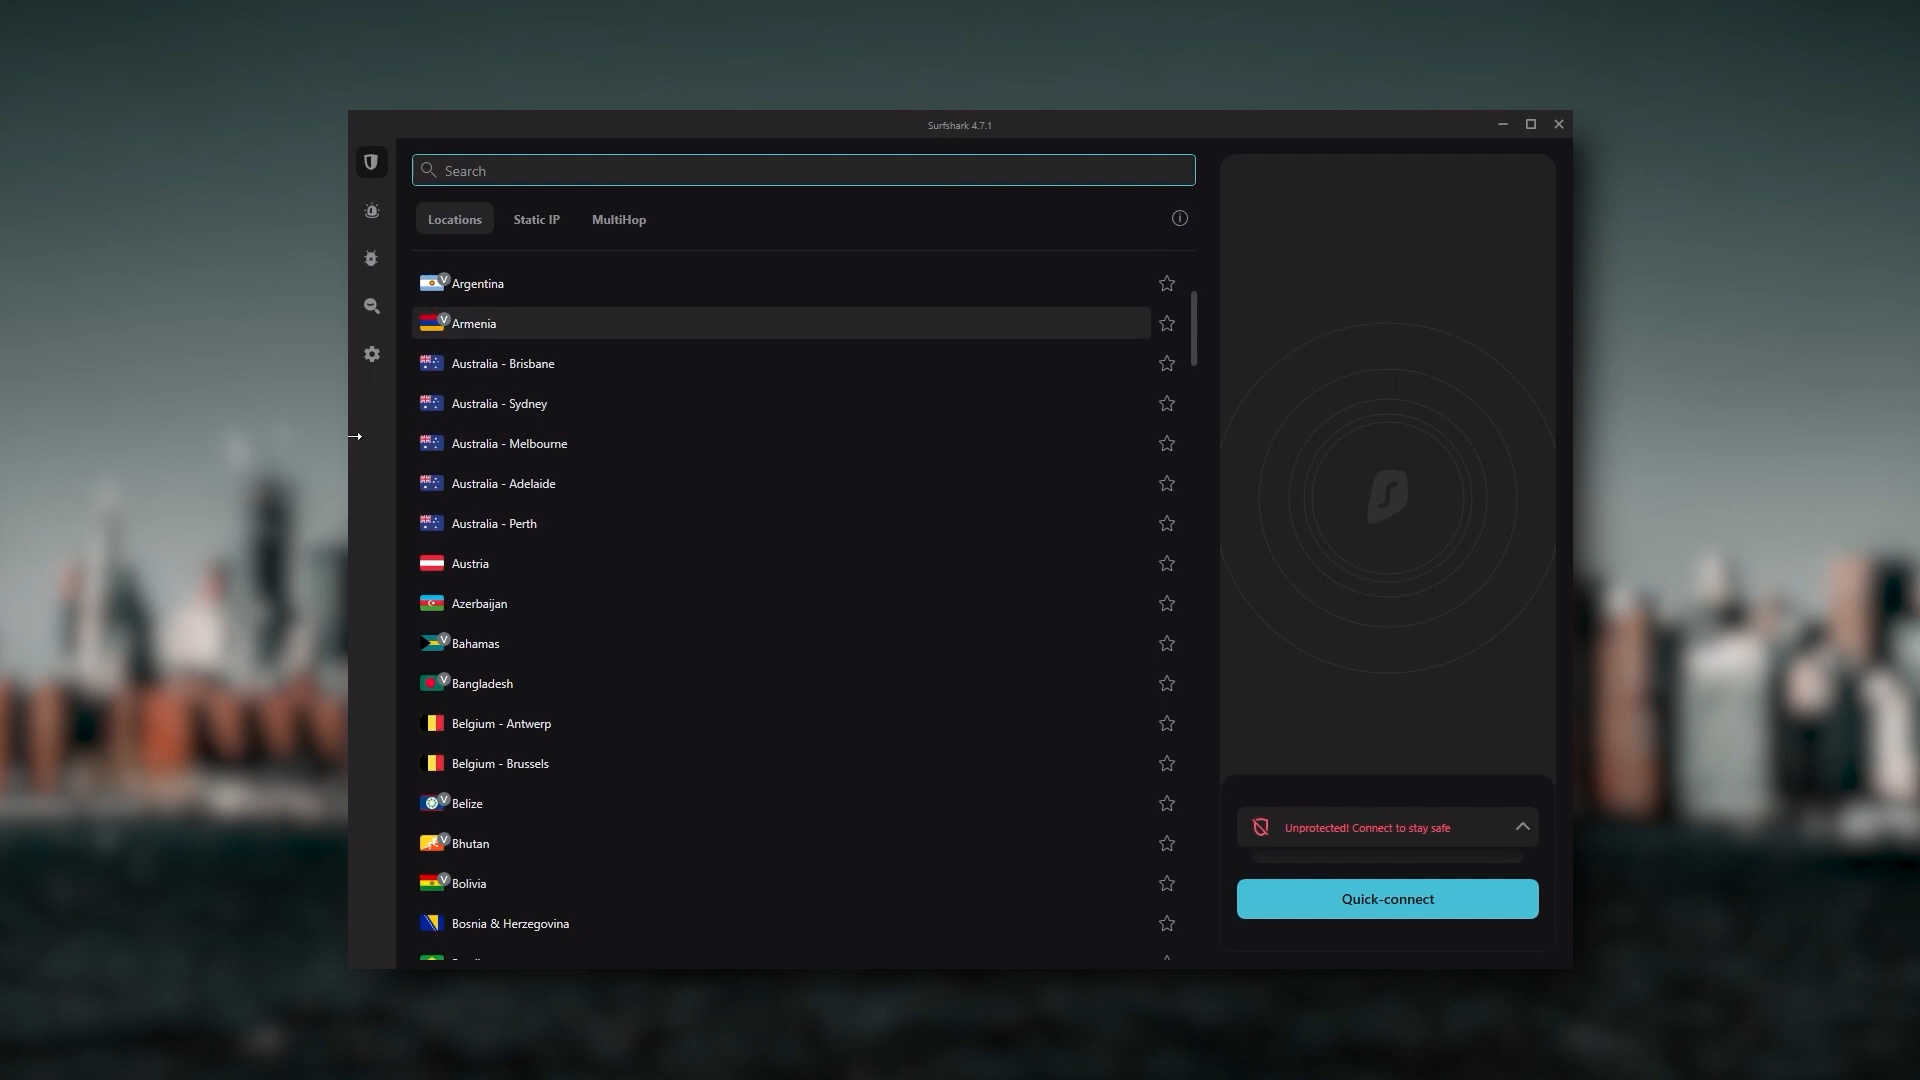 Surfshark 4.7.1
Search
Locations Static IP MultiHop
V Argentina
V Armenia
Australia - Brisbane
Australia - Sydney
Australia - Melbourne
Australia - Adelaide
Australia - Perth
Austria
Azerbaijan
V Bahamas
V Bangladesh
Belgium - Antwerp
Belgium - Brussels
V Belize
V Bhutan
V Bolivia
Bosnia & Herzegovina
Unprotected! Connect to stay safe
Quick-connect